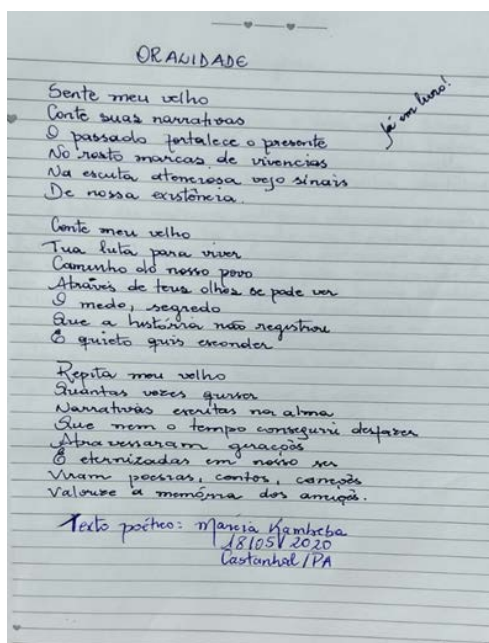 ORALIDADE
Já em livro!
Sente meu velho
Conte suas narrativas
O passado fortalece o presente
No rosto marcas de vivencias
Na escuta atenciosa vejo sinais
De nossa existência.
Conte meu velho
Tua luta para viver
Caminho do nosso povo
Através de teus olhos se pode ver
O medo, segredo
Que a história não registrou
E quieto quis esconder
Repita meu velho
Quantas vezes quiser
Narrativas escritas na alma
Que nem o tempo conseguiu desfazer
Atravessaram gerações
E eternizadas em nosso ser
Viram poesias, contos, canções
Valorize a memória dos
Texto poético: Marcia Kambeba
18/05/2020
Castanhal/PA